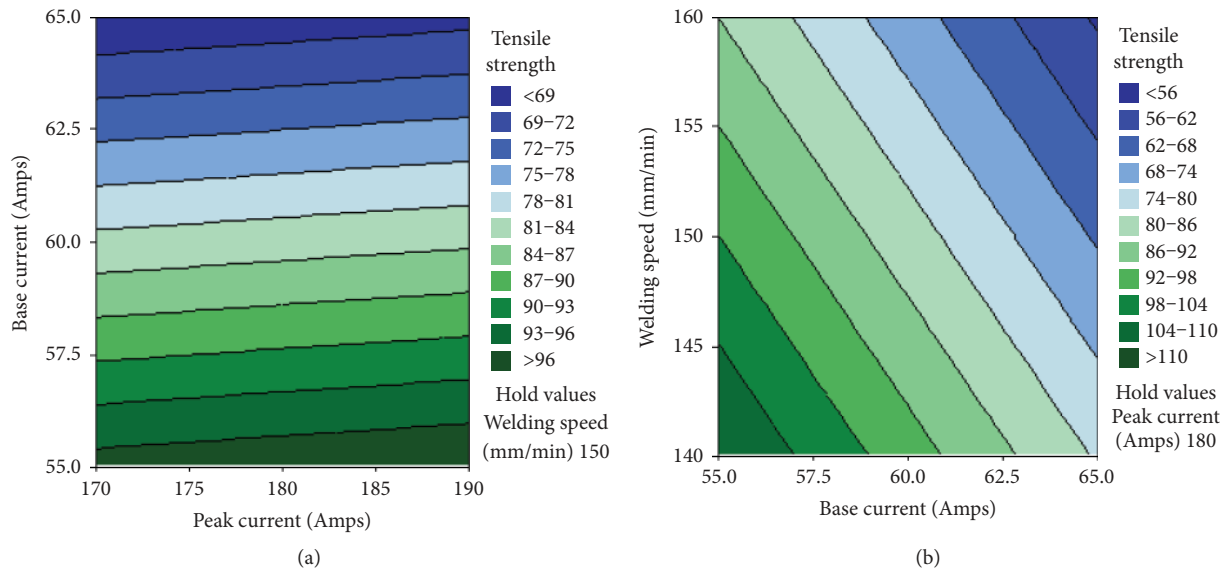 65.0
62.5
60.0
57.5
55.0
Base current (Amps)
170
175
180
185
190
Peak current (Amps)
Tensile
strength
<69
69−72
72−75
75−78
78−81
81−84
84−87
87−90
90−93
93−96
>96
Hold values
Welding speed
(mm/min) 150
(a)
160
155
150
145
140
Welding speed (mm/min)
55.0
57.5
60.0
62.5
65.0
Base current (Amps)
Tensile
strength
<56
56−62
62−68
68−74
74−80
80−86
86−92
92−98
98−104
104−110
>110
Hold values
Peak current
(Amps) 180
(b)